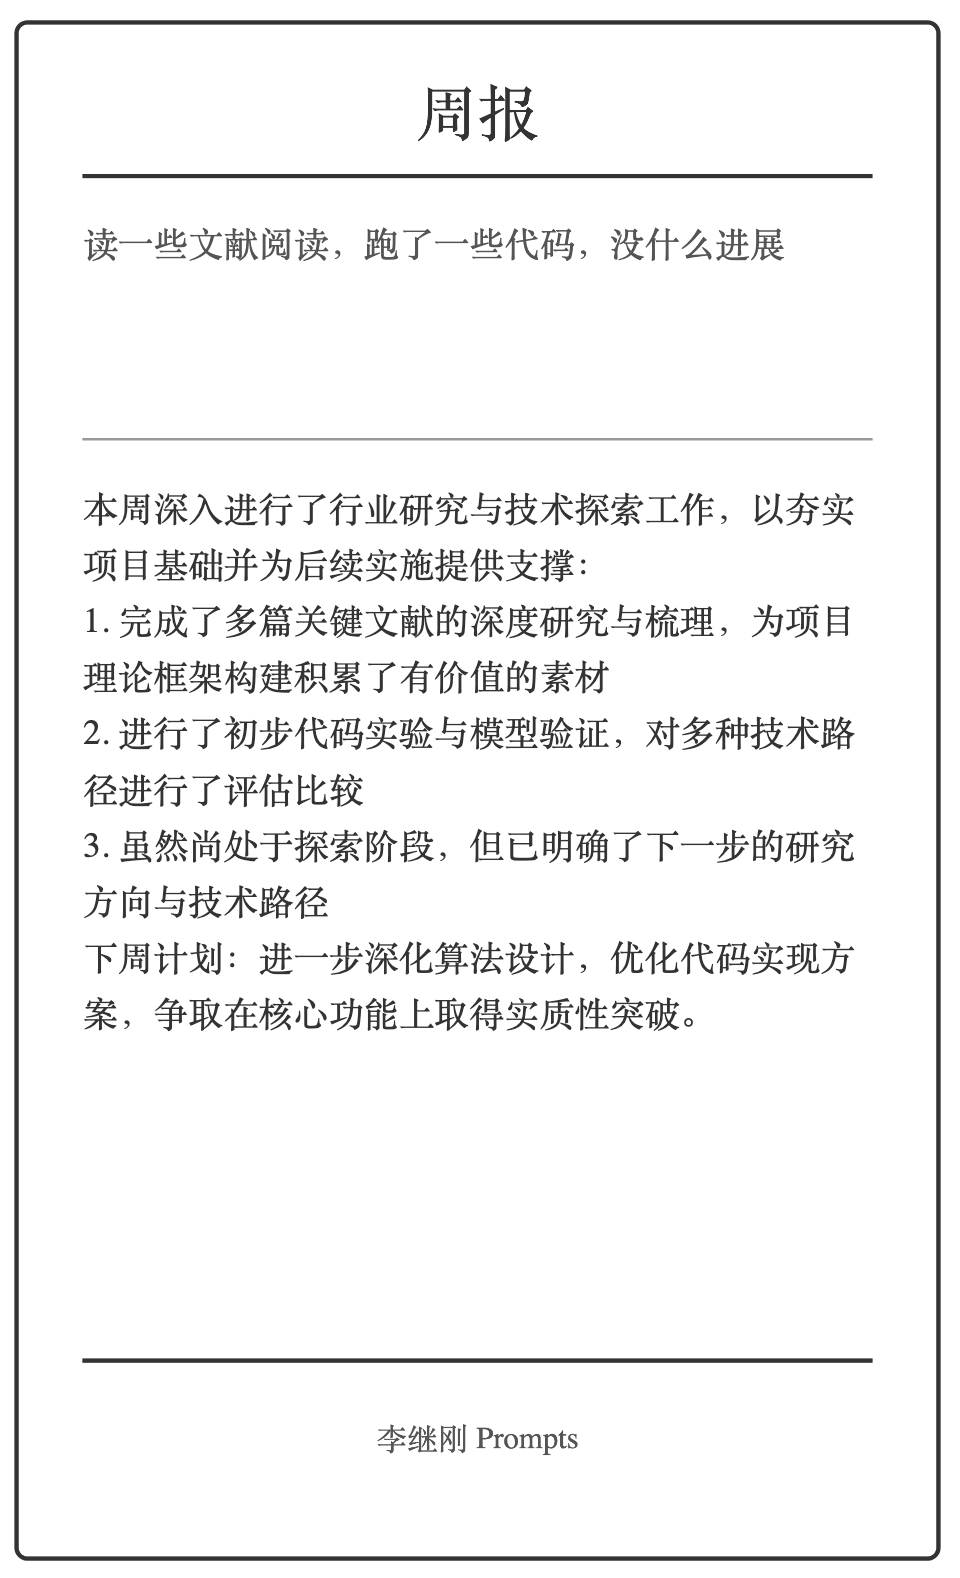 周报
读一些文献阅读，跑了一些代码，没什么进展
本周深入进行了行业研究与技术探索工作，以夯实
项目基础并为后续实施提供支撑：
1. 完成了多篇关键文献的深度研究与梳理，为项目
理论框架构建积累了有价值的素材
2. 进行了初步代码实验与模型验证，对多种技术路
径进行了评估比较
3. 虽然尚处于探索阶段，但已明确了下一步的研究
方向与技术路径
下周计划：进一步深化算法设计，优化代码实现方
案，争取在核心功能上取得实质性突破。
李继刚 Prompts